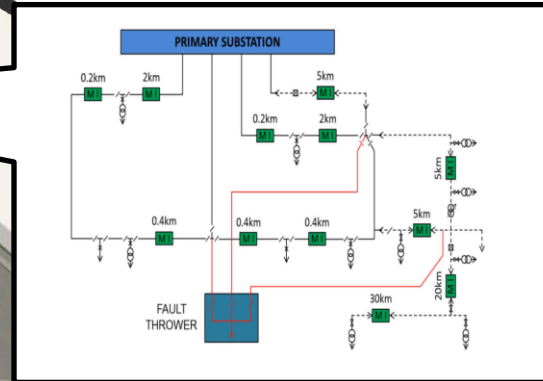 PRIMARY SUBSTATION
0.2km
2km
5km
M I
M I
M I
0.2km
2km
M I
M I
5km
M I
0.4km
0.4km
0.4km
5km
M I
M I
M I
M I
20km
M I
FAULT
THROWER
30km
M I